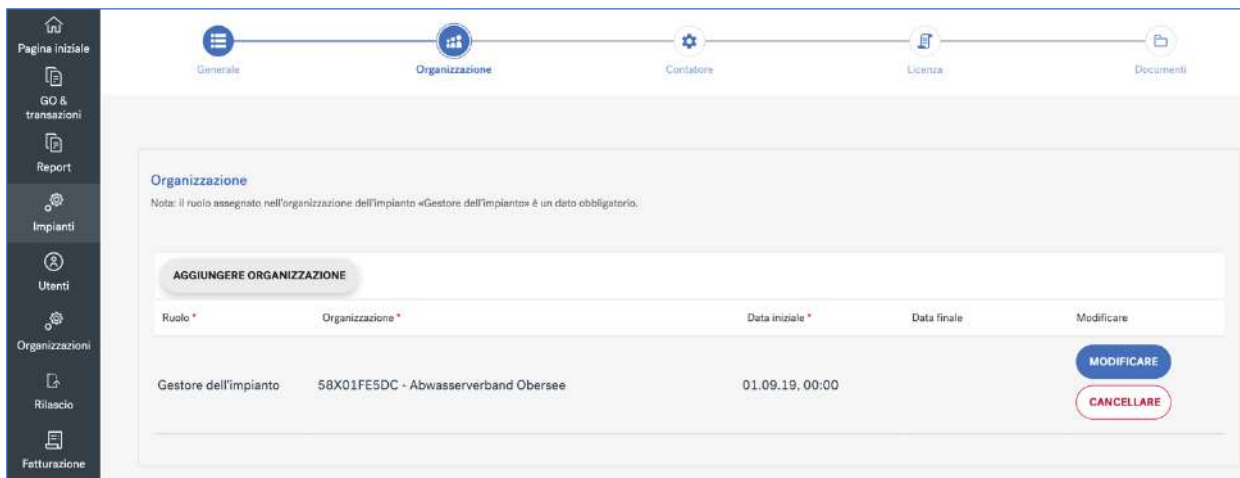 Pagina iniziale
GO &
transazioni
Report
Impianti
Utenti
Organizzazioni
Rilascio
Fatturazione
Generale
Organizzazione
Contatore
Licenza
Documenti
Organizzazione
Nota: il ruolo assegnato nell'organizzazione dell'impianto «Gestore dell'impianto» è un dato obbligatorio.
AGGIUNGERE ORGANIZZAZIONE
Ruolo * Organizzazione * Data iniziale * Data finale Modificare
Gestore dell'impianto 58X01FE5DC - Abwasserverband Obersee 01.09.19, 00:00
MODIFICARE
CANCELLARE